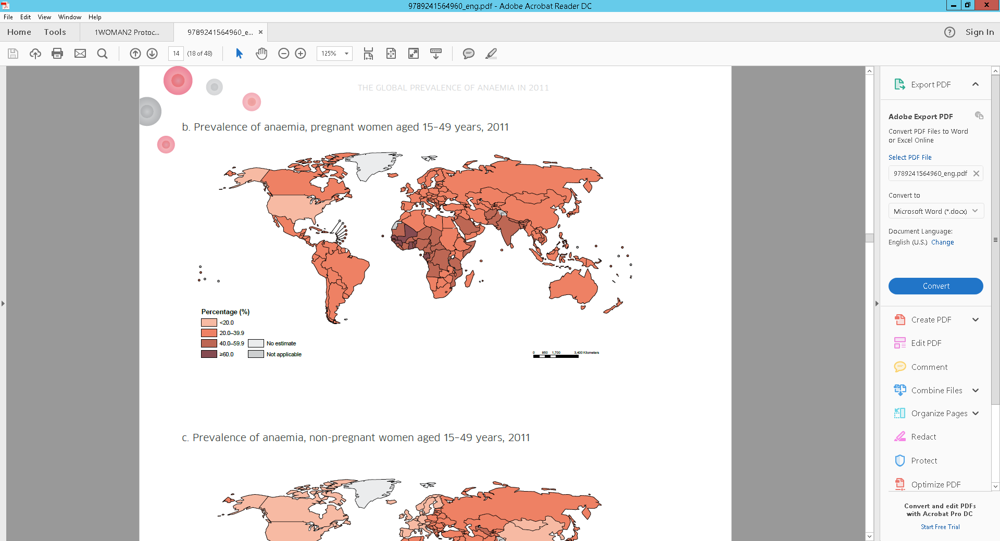 9789241564960_eng.pdf - Adobe Acrobat Reader DC
File Edit View Window Help
Home Tools 1WOMAN2 Protoc... 9789241564960_e... × Sign In
14 (18 of 48) 125%
THE GLOBAL PREVALENCE OF ANAEMIA IN 2011
b. Prevalence of anaemia, pregnant women aged 15–49 years, 2011
Percentage (%)
<20.0
20.0–39.9
40.0–59.9 No estimate
≥60.0 Not applicable
0 850 1,700 3,400 Kilometers
c. Prevalence of anaemia, non-pregnant women aged 15–49 years, 2011
Export PDF
Adobe Export PDF
Convert PDF Files to Word
or Excel Online
Select PDF File
9789241564960_eng.pdf
Convert to
Microsoft Word (*.docx)
Document Language:
English (U.S.) Change
Convert
Create PDF
Edit PDF
Comment
Combine Files
Organize Pages
Redact
Protect
Optimize PDF
Convert and edit PDFs
with Acrobat Pro DC
Start Free Trial